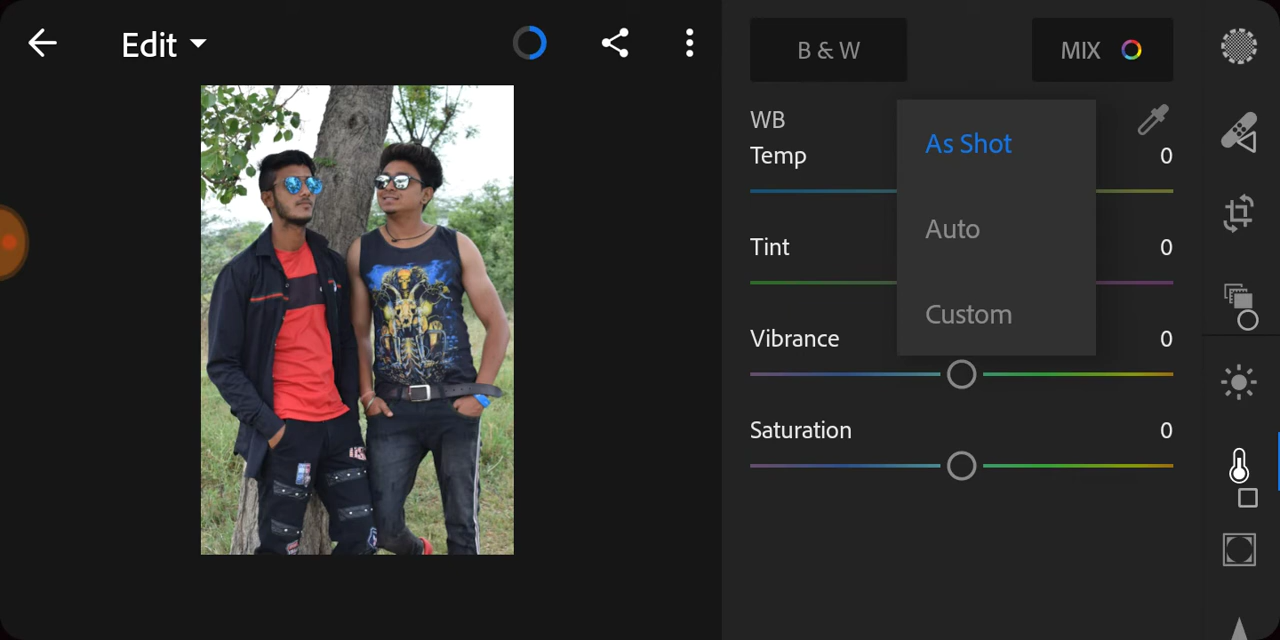 Edit
B & W
MIX
WB
As Shot
Temp
0
Auto
Tint
0
Custom
Vibrance
0
Saturation
0